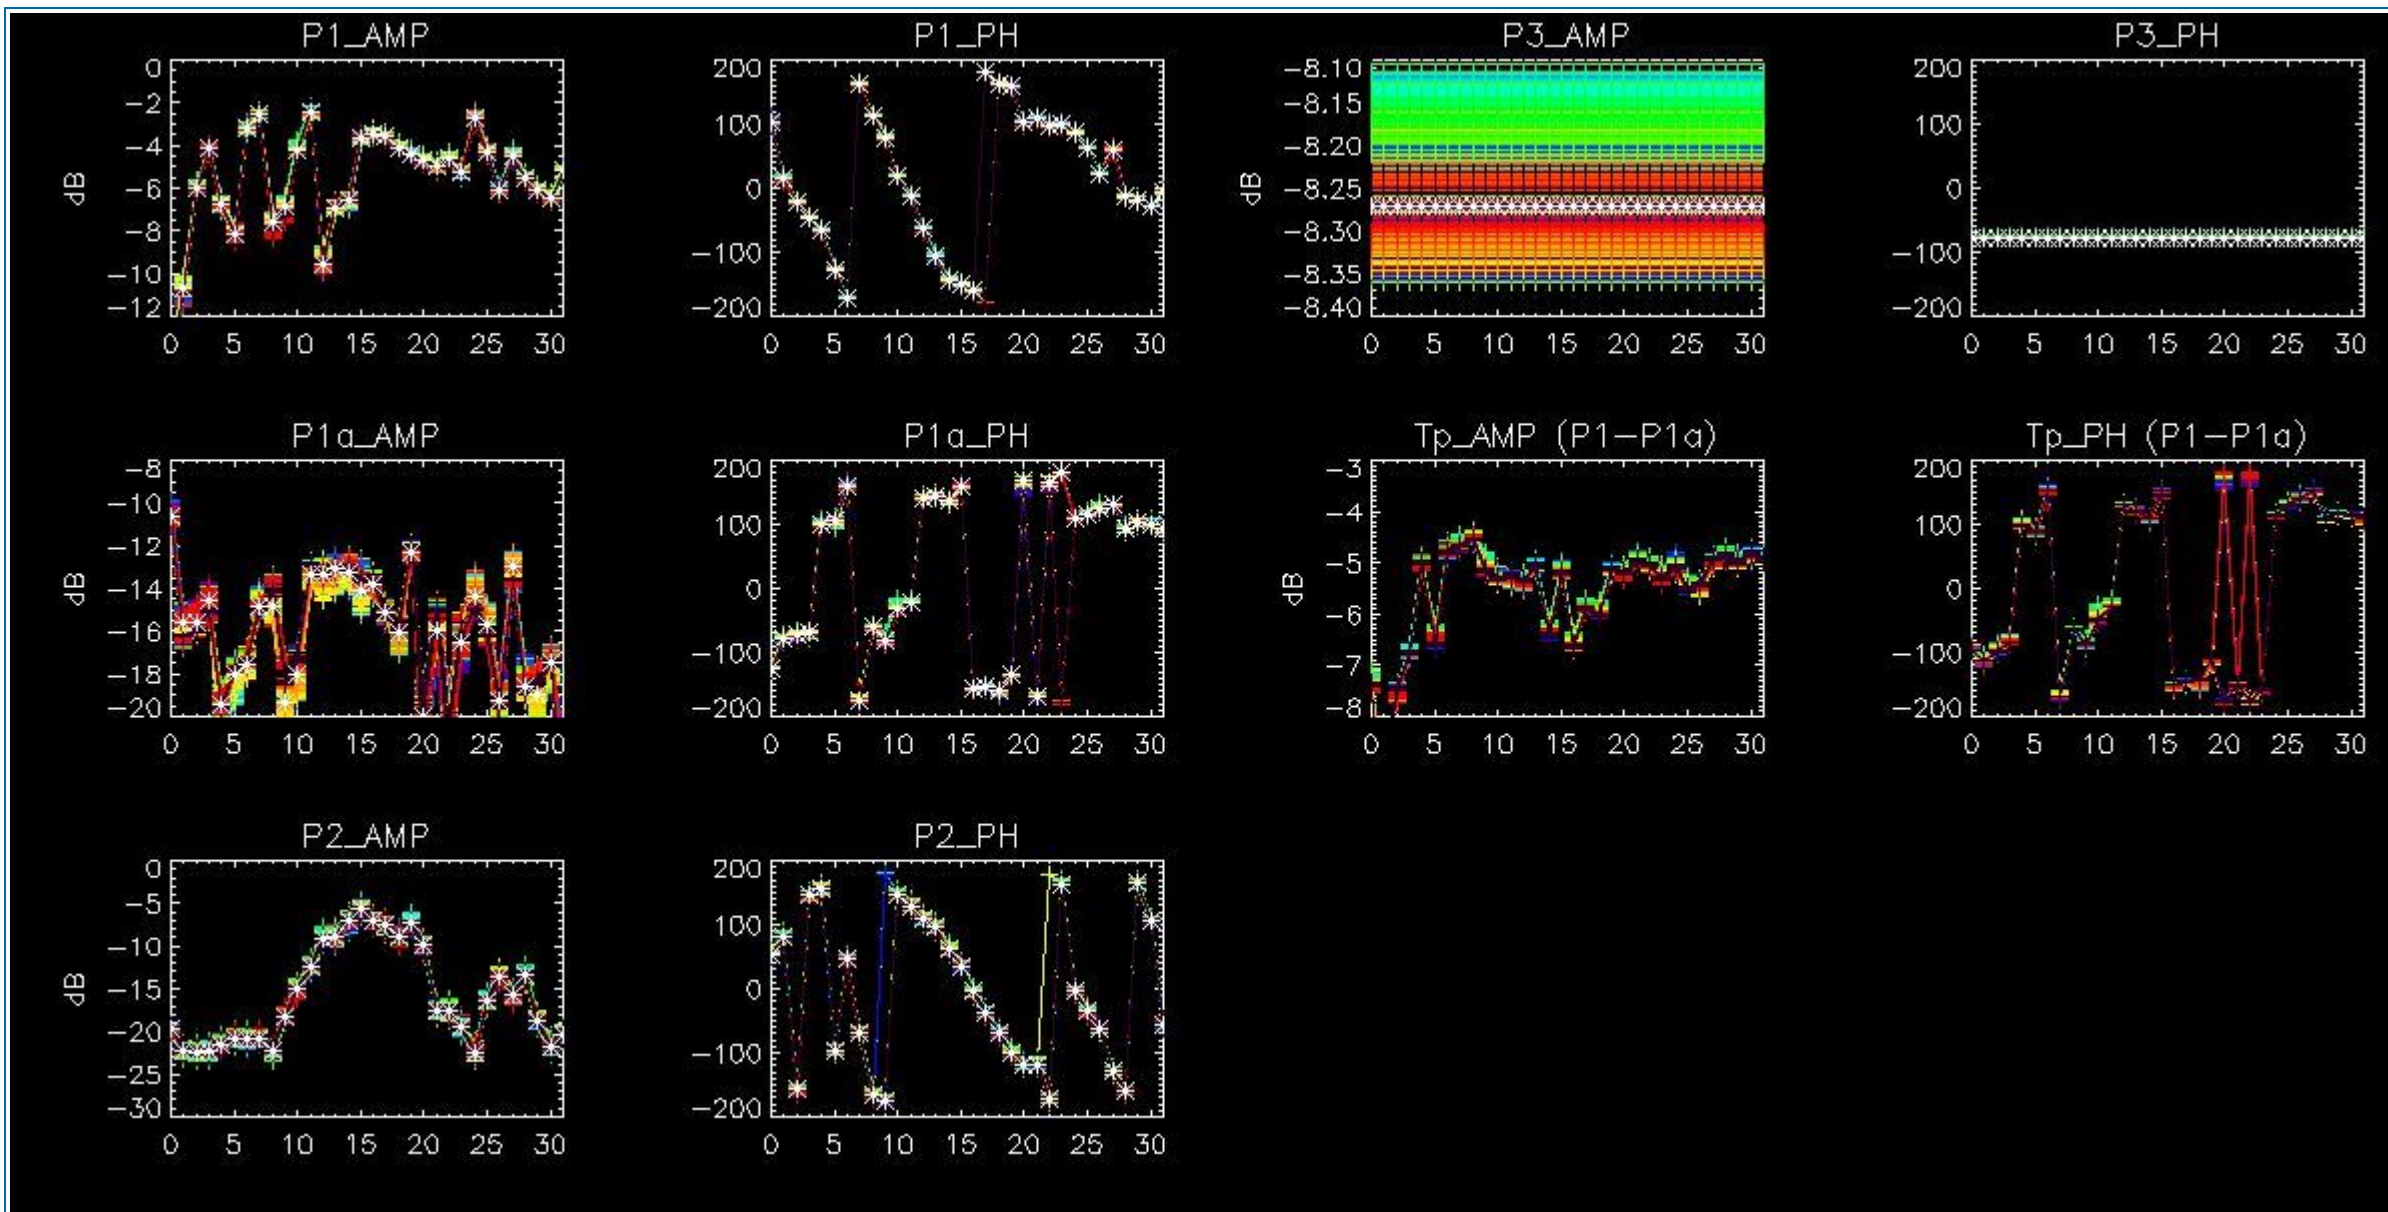 P1_AMP
P1_PH
P3_AMP
P3_PH
0
−2
−4
−6
−8
−10
−12
dB
0 5 10 15 20 25 30
200
100
0
−100
−200
0 5 10 15 20 25 30
−8.10
−8.15
−8.20
−8.25
−8.30
−8.35
−8.40
dB
0 5 10 15 20 25 30
200
100
0
−100
−200
0 5 10 15 20 25 30
P1a_AMP
P1a_PH
Tp_AMP (P1−P1a)
Tp_PH (P1−P1a)
−8
−10
−12
−14
−16
−18
−20
dB
0 5 10 15 20 25 30
200
100
0
−100
−200
0 5 10 15 20 25 30
−3
−4
−5
−6
−7
−8
dB
0 5 10 15 20 25 30
200
100
0
−100
−200
0 5 10 15 20 25 30
P2_AMP
P2_PH
0
−5
−10
−15
−20
−25
−30
dB
0 5 10 15 20 25 30
200
100
0
−100
−200
0 5 10 15 20 25 30